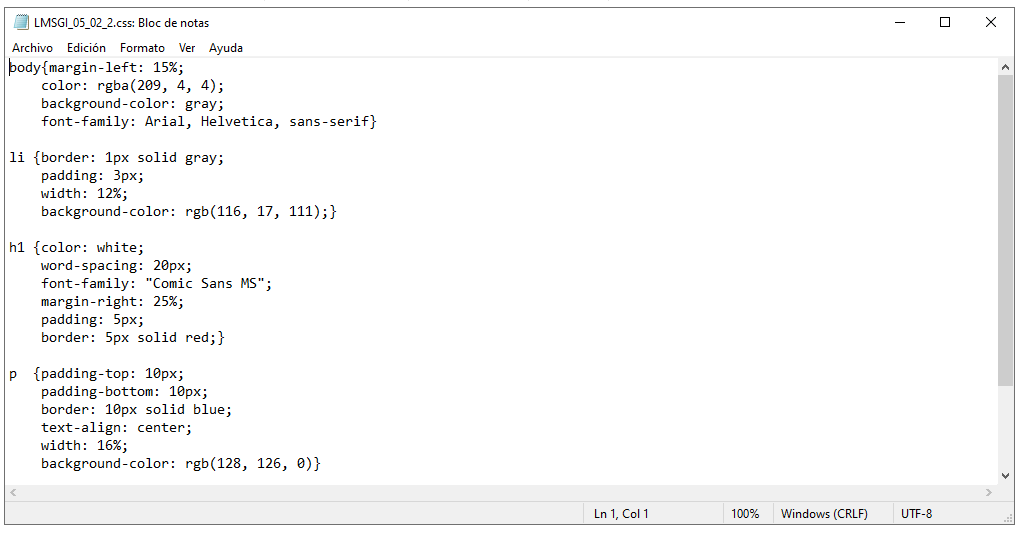 LMSGI_05_02_2.css: Bloc de notas
Archivo Edición Formato Ver Ayuda
body{margin-left: 15%;
    color: rgba(209, 4, 4);
    background-color: gray;
    font-family: Arial, Helvetica, sans-serif}

li {border: 1px solid gray;
    padding: 3px;
    width: 12%;
    background-color: rgb(116, 17, 111);}

h1 {color: white;
    word-spacing: 20px;
    font-family: "Comic Sans MS";
    margin-right: 25%;
    padding: 5px;
    border: 5px solid red;}

p  {padding-top: 10px;
    padding-bottom: 10px;
    border: 10px solid blue;
    text-align: center;
    width: 16%;
    background-color: rgb(128, 126, 0)}
Ln 1, Col 1 100% Windows (CRLF) UTF-8